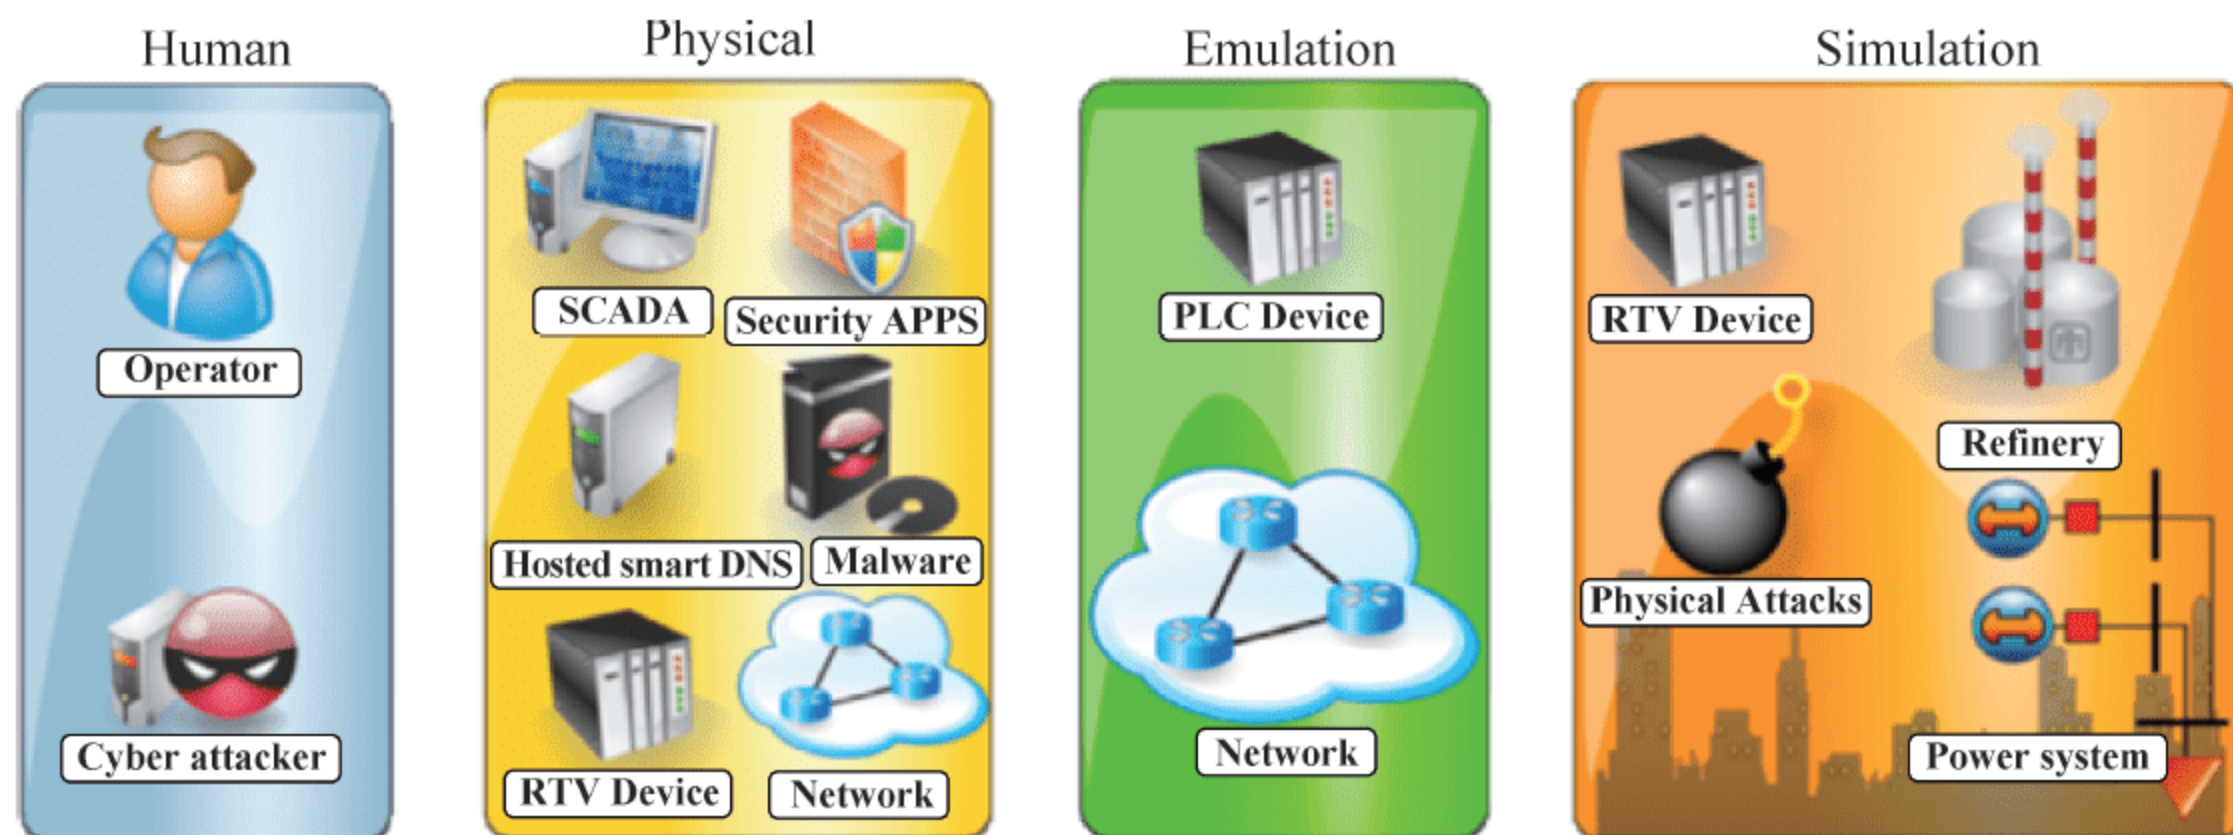 Human
Operator
Cyber attacker
Physical
SCADA
Security APPS
Hosted smart DNS
Malware
RTV Device
Network
Emulation
PLC Device
Network
Simulation
RTV Device
Refinery
Physical Attacks
Power system